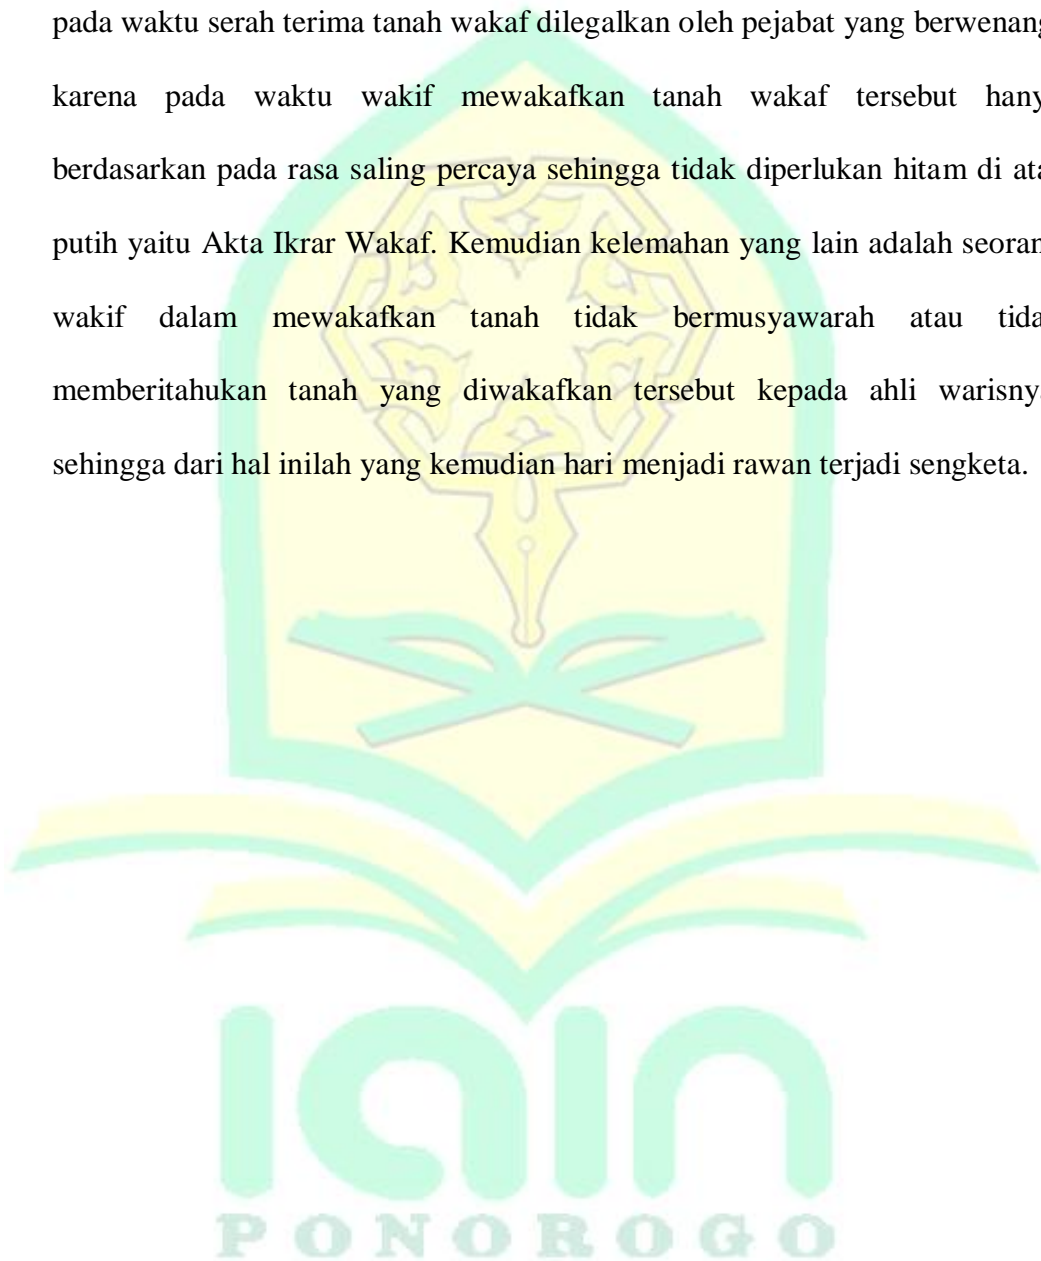 pada waktu serah terima tanah wakaf dilegalkan oleh pejabat yang berwenang
karena pada waktu wakif mewakafkan tanah wakaf tersebut hany
berdasarkan pada rasa saling percaya sehingga tidak diperlukan hitam di ata
putih yaitu Akta Ikrar Wakaf. Kemudian kelemahan yang lain adalah seoran
wakif dalam mewakafkan tanah tidak bermusyawarah atau tida
memberitahukan tanah yang diwakafkan tersebut kepada ahli warisny
sehingga dari hal inilah yang kemudian hari menjadi rawan terjadi sengketa.
iain
PONOROGO